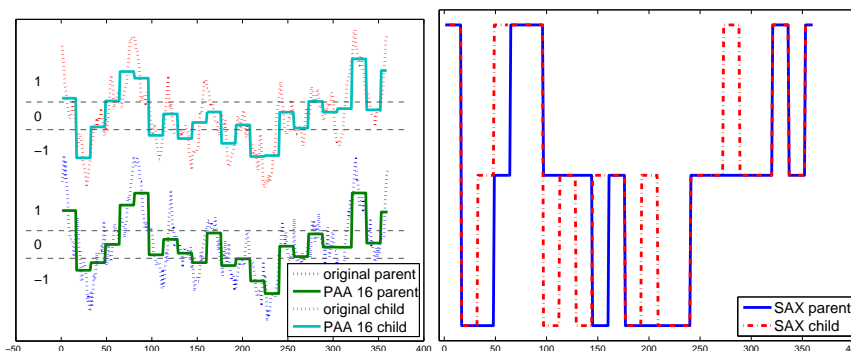 1
0
−1
1
0
−1
original parent
PAA 16 parent
original child
PAA 16 child
−50 0 50 100 150 200 250 300 350 400
SAX parent
SAX child
0 50 100 150 200 250 300 350